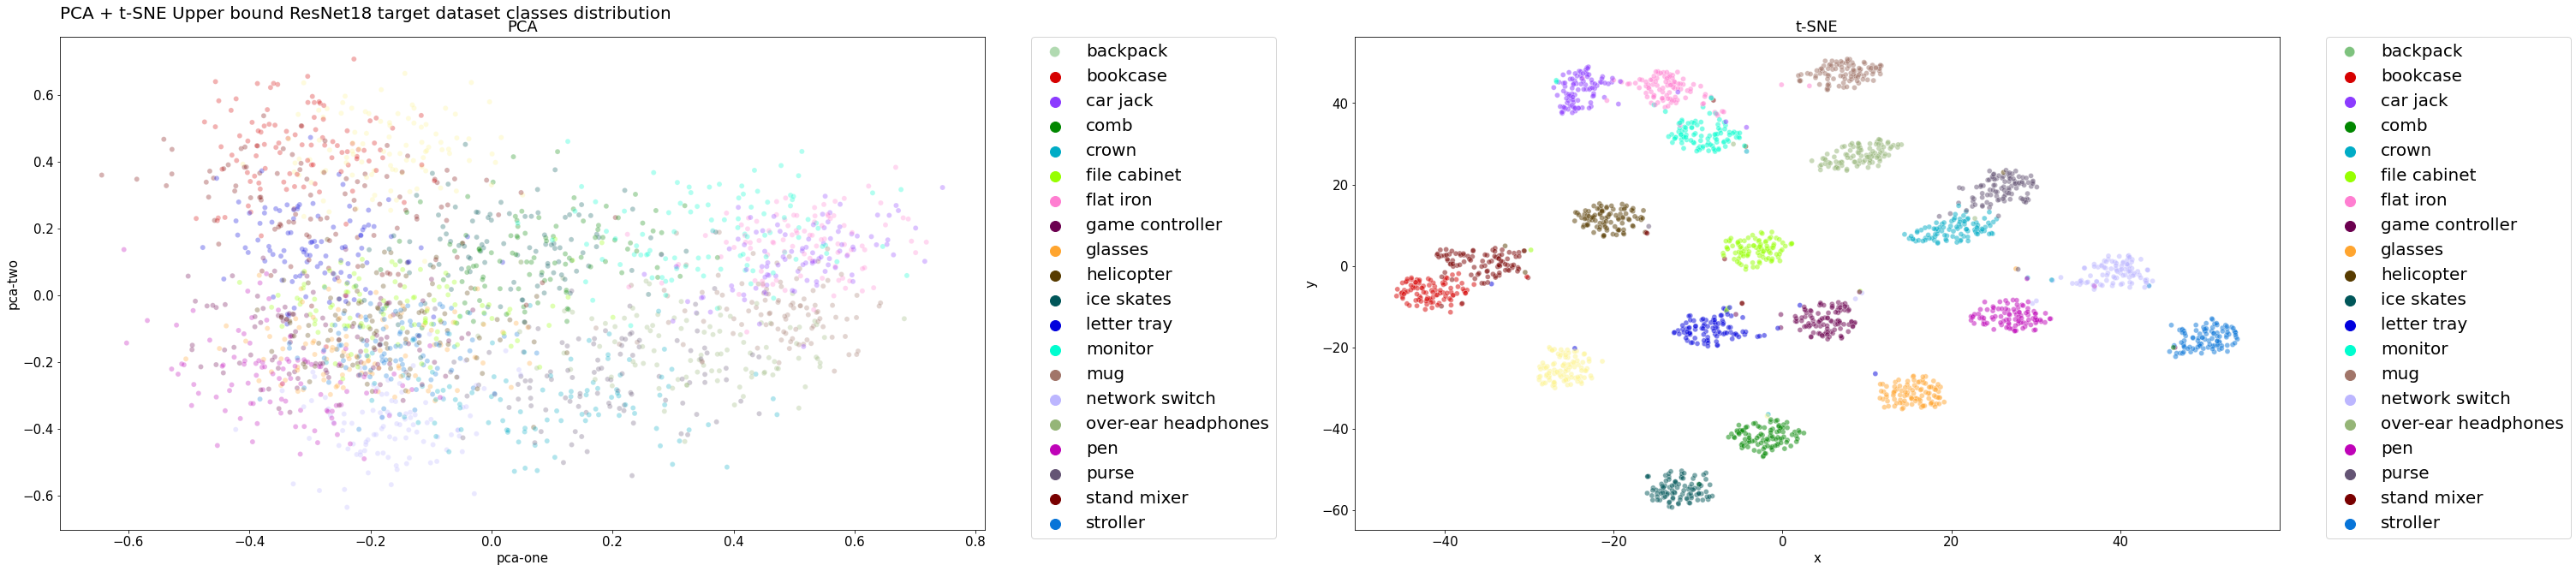 PCA + t-SNE Upper bound ResNet18 target dataset classes distribution
PCA
pca-two
0.6
0.4
0.2
0.0
−0.2
−0.4
−0.6
−0.6
−0.4
−0.2
0.0
0.2
0.4
0.6
0.8
pca-one
backpack
bookcase
car jack
comb
crown
file cabinet
flat iron
game controller
glasses
helicopter
ice skates
letter tray
monitor
mug
network switch
over-ear headphones
pen
purse
stand mixer
stroller
t-SNE
y
40
20
0
−20
−40
−60
−40
−20
0
20
40
x
backpack
bookcase
car jack
comb
crown
file cabinet
flat iron
game controller
glasses
helicopter
ice skates
letter tray
monitor
mug
network switch
over-ear headphones
pen
purse
stand mixer
stroller